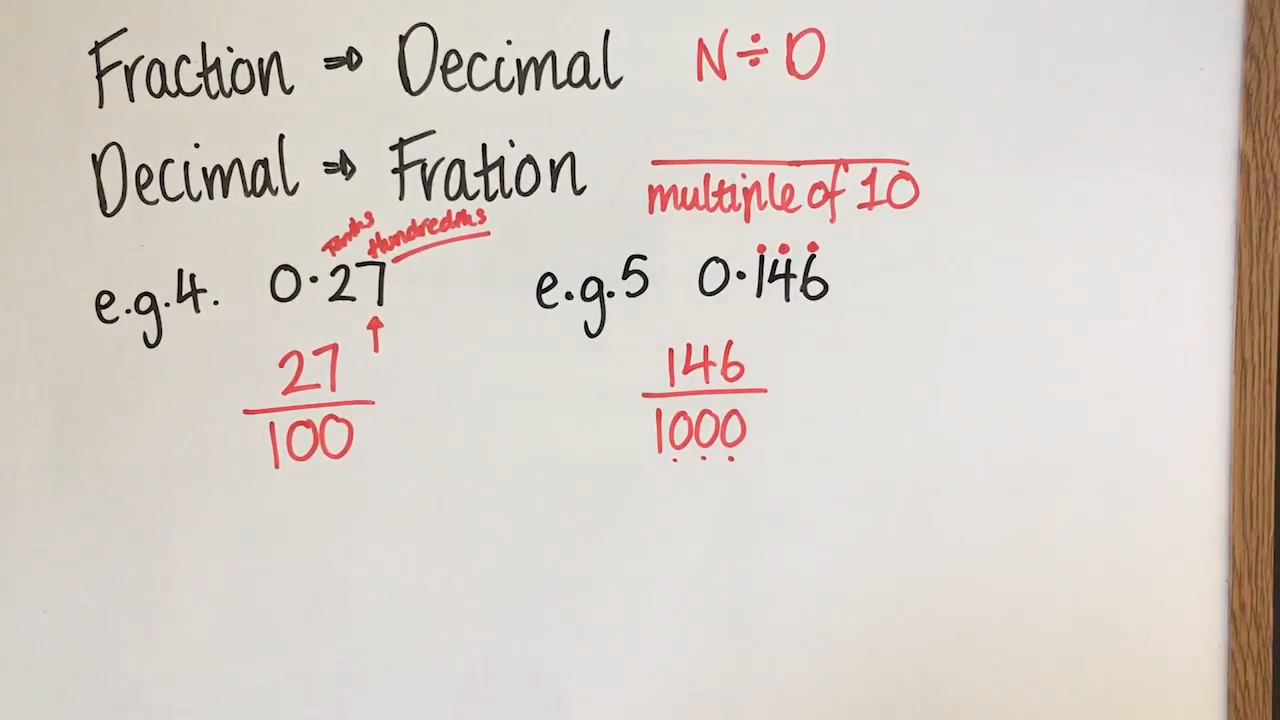 Fraction ⇒ Decimal N÷D
Decimal ⇒ Fration
multiple of 10
Tenths Hundredths
e.g.4. 0·27
e.g.5 0·146
27
100
146
1000